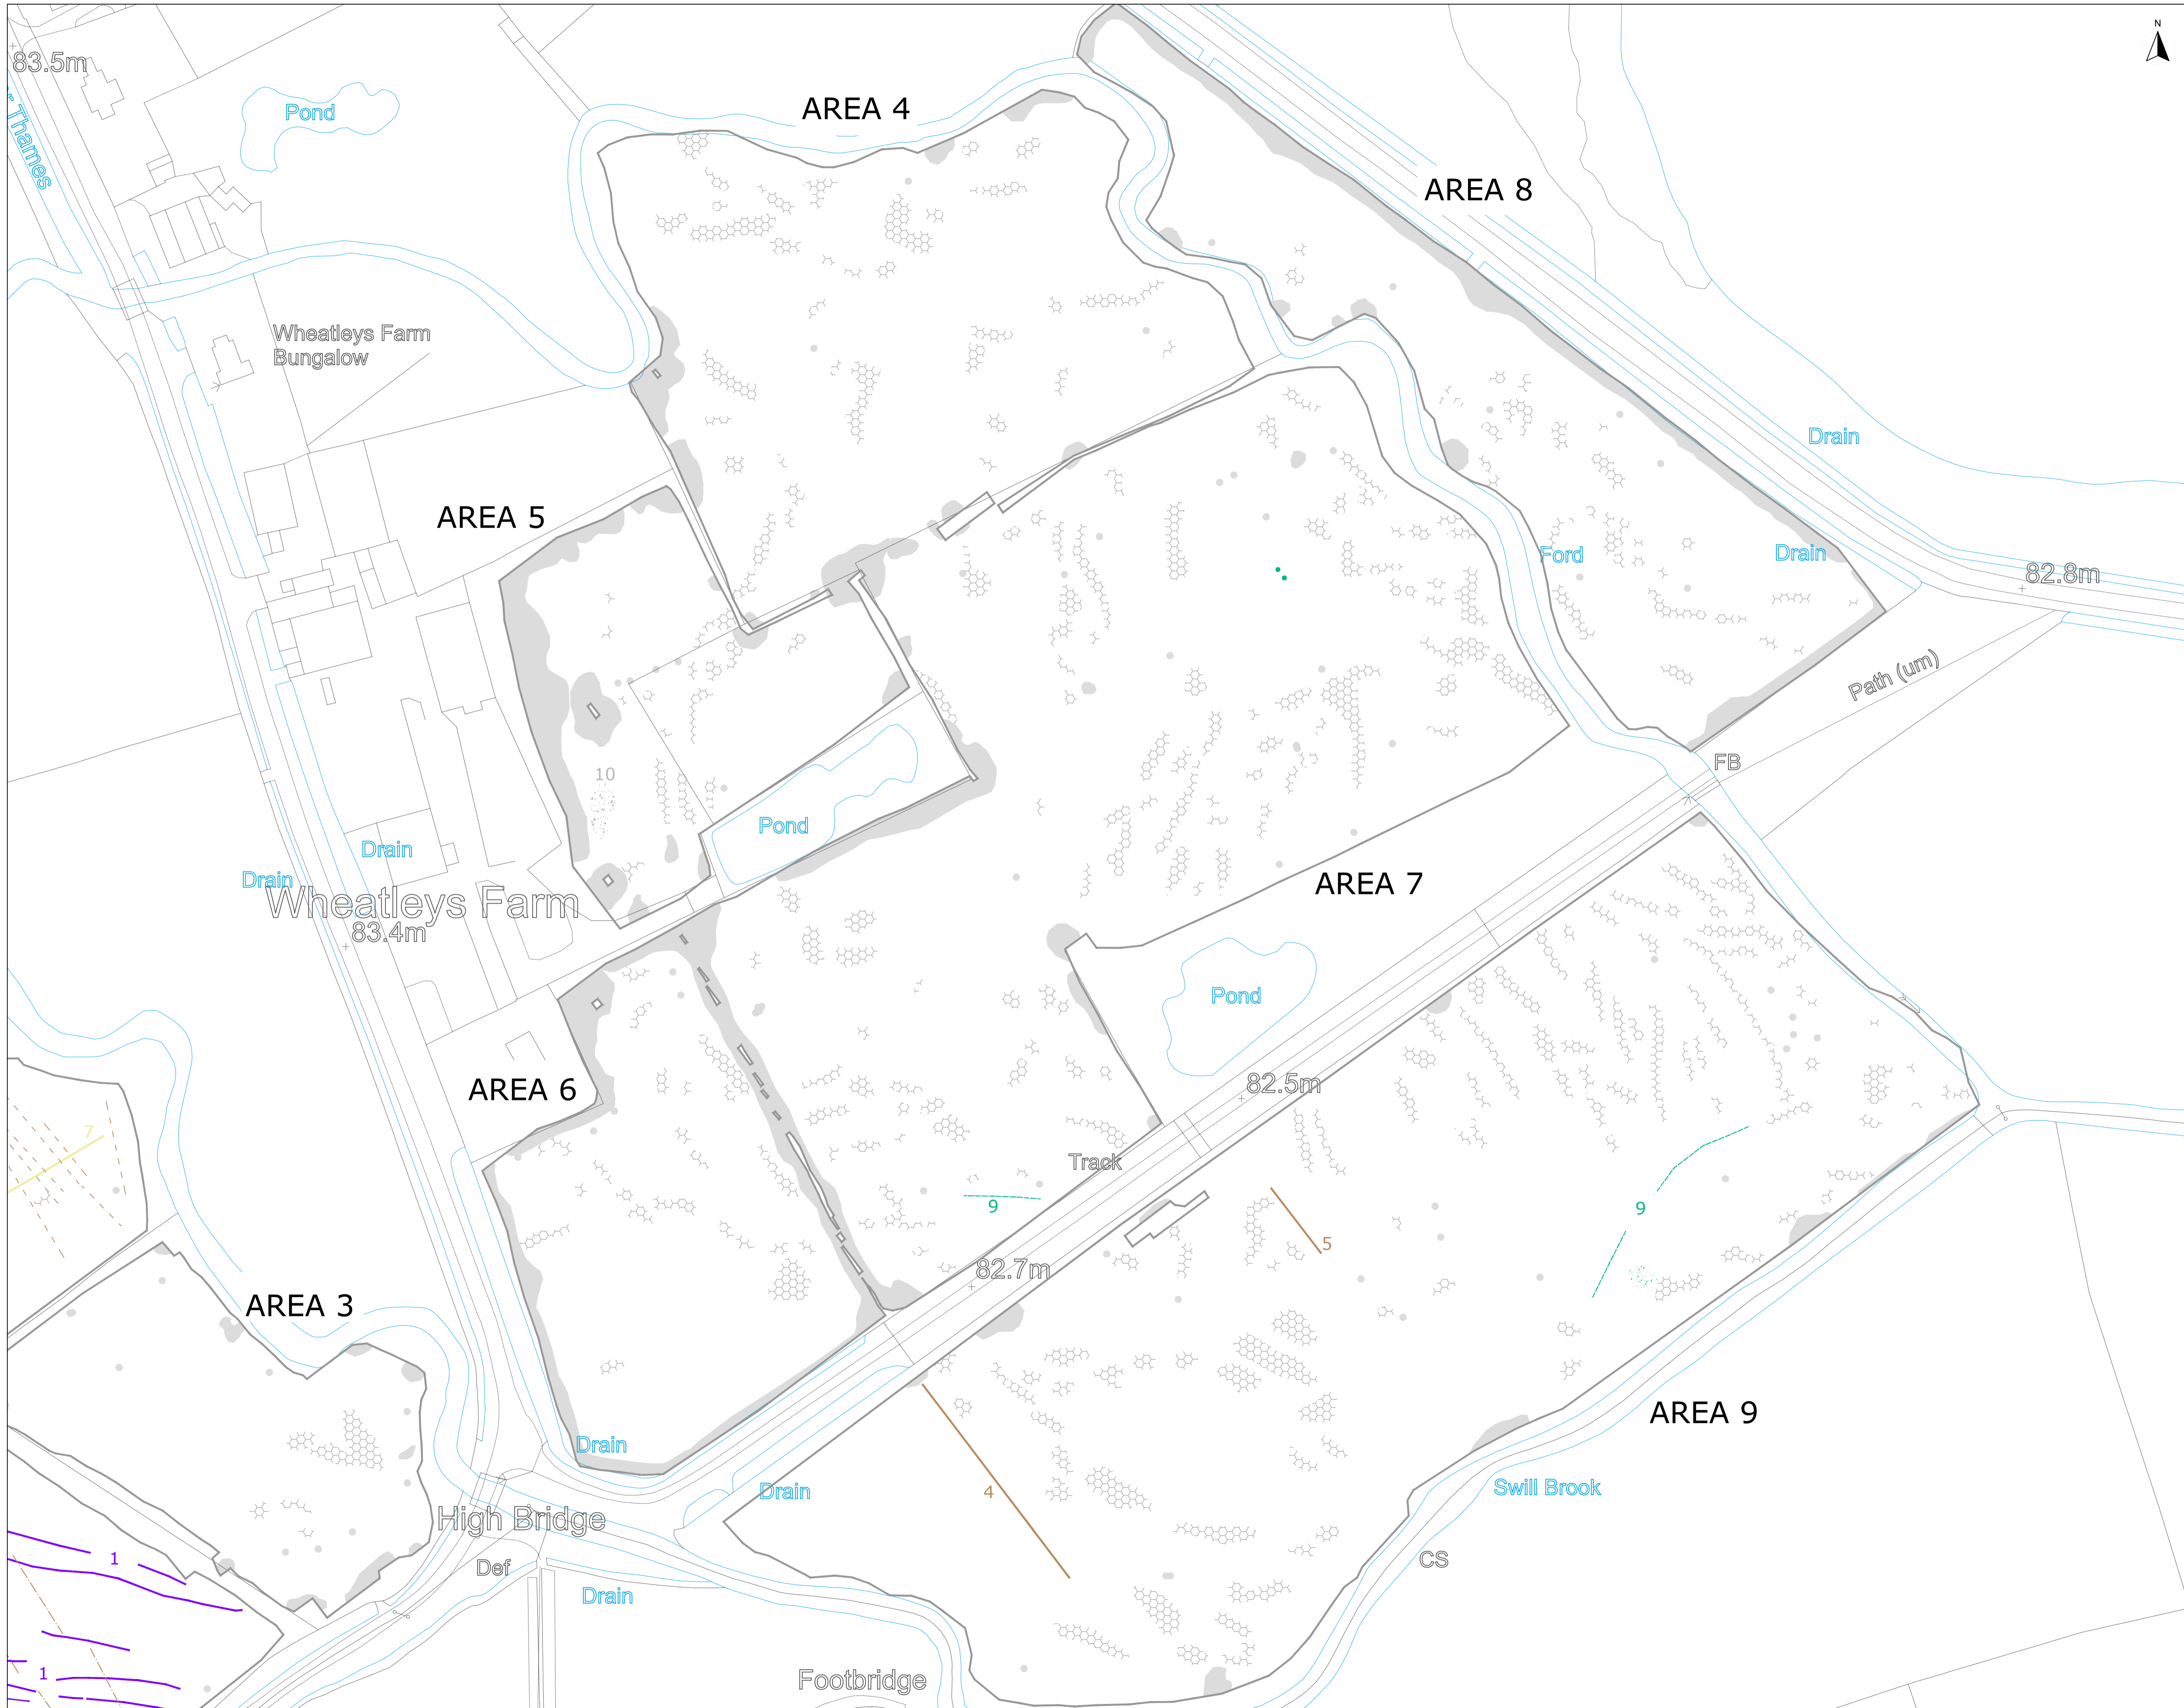 N
83.5m
AREA 4
Pond
r Thames
AREA 8
Wheatleys Farm
Bungalow
Drain
AREA 5
Ford
Drain
82.8m
Path (um)
FB
10
Pond
Drain
Drain
AREA 7
Wheatleys Farm
83.4m
Pond
AREA 6
82.5m
7
Track
9
9
5
82.7m
AREA 3
AREA 9
Drain
4
Drain
Swill Brook
High Bridge
CS
1
Def
Drain
1
Footbridge